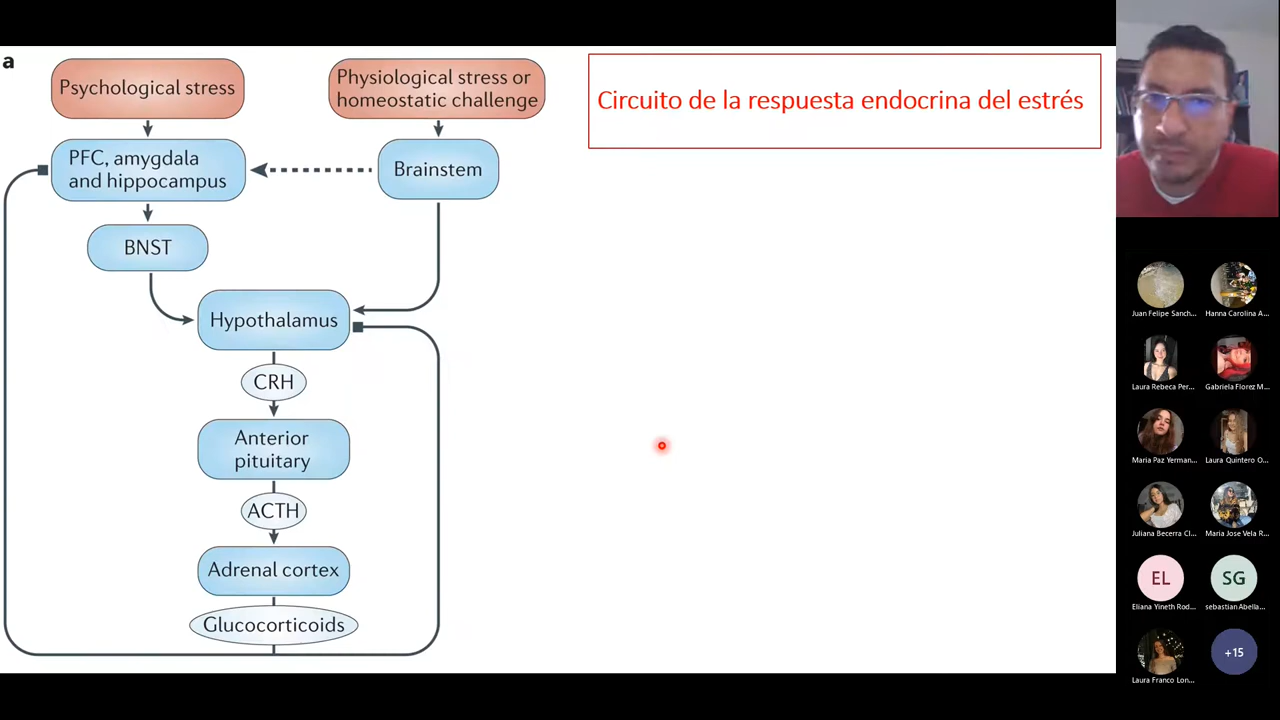 a
Psychological stress
Physiological stress or
homeostatic challenge
Circuito de la respuesta endocrina del estrés
PFC, amygdala
and hippocampus
Brainstem
BNST
Hypothalamus
CRH
Anterior
pituitary
ACTH
Adrenal cortex
Glucocorticoids
Juan Felipe Sanch...
Hanna Carolina A...
Laura Rebeca Per...
Gabriela Florez M...
Maria Paz Yerman...
Laura Quintero O...
Juliana Becerra Cl...
Maria Jose Vela R...
EL
SG
Eliana Yineth Rod...
sebastian Abella...
+15
Laura Franco Lon...